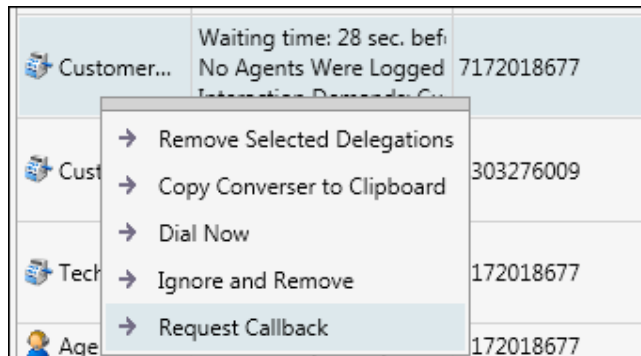 Customer...
Waiting time: 28 sec. bef
No Agents Were Logged
7172018677
Cust
303276009
Tech
172018677
Age
172018677
Remove Selected Delegations
Copy Converser to Clipboard
Dial Now
Ignore and Remove
Request Callback